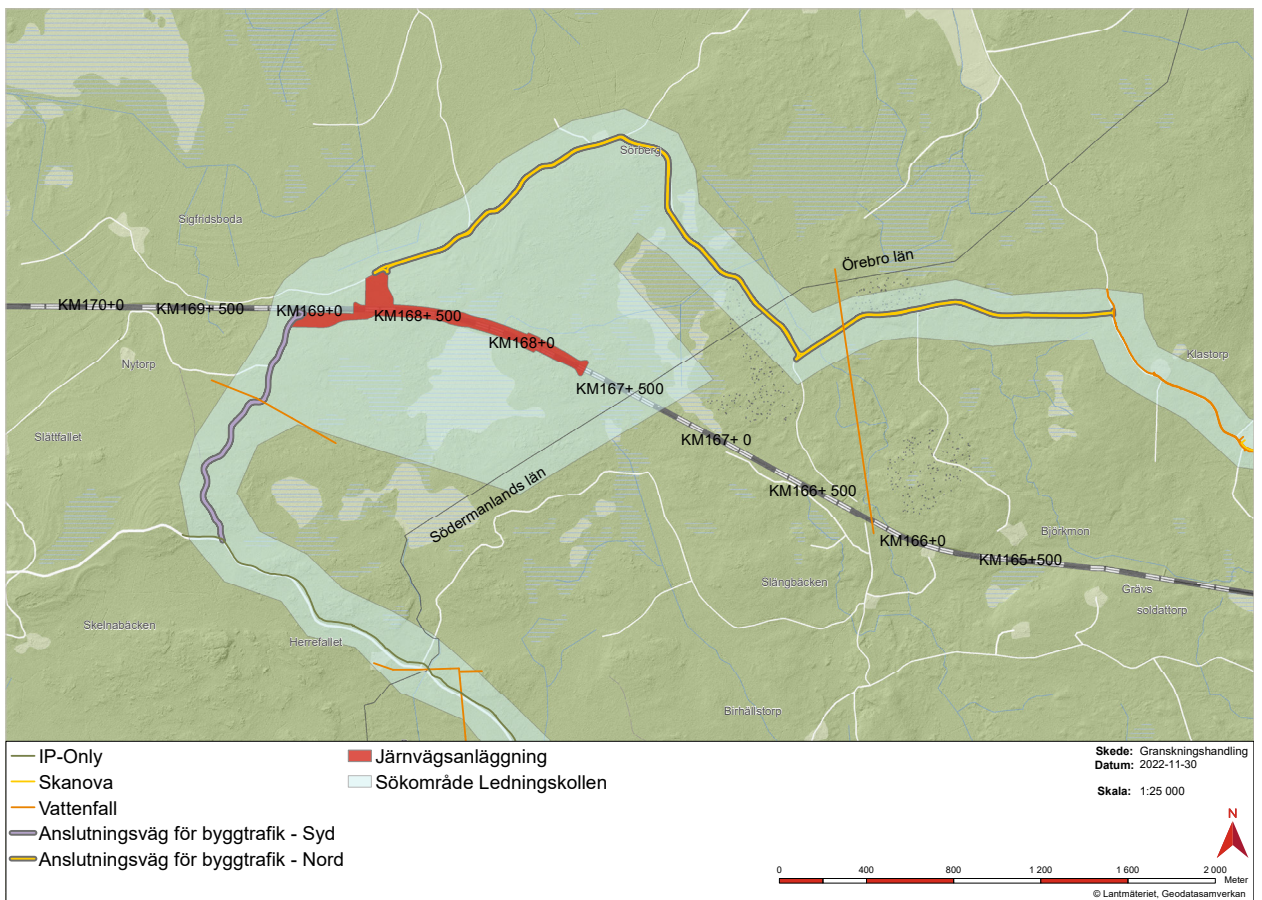 Sörberg
Sigfridsboda
Örebro län
KM170+0
KM169+ 500
KM169+0
KM168+ 500
KM168+0
Klastorp
Nytorp
KM167+ 500
Slättfallet
KM167+ 0
Södermanlands län
KM166+ 500
KM166+0
Björkmon
KM165+500
Slångbäcken
Grävs
soldattorp
Skelnabäcken
Herrefallet
Birhállstorp
IP-Only
Skanova
Vattenfall
Anslutningsväg för byggtrafik - Syd
Anslutningsväg för byggtrafik - Nord
Järnvägsanläggning
Sökområde Ledningskollen
Skede: Granskningshandling
Datum: 2022-11-30
Skala: 1:25 000
N
0 400 800 1 200 1 600 2 000
Meter
© Lantmäteriet, Geodatasamverkan